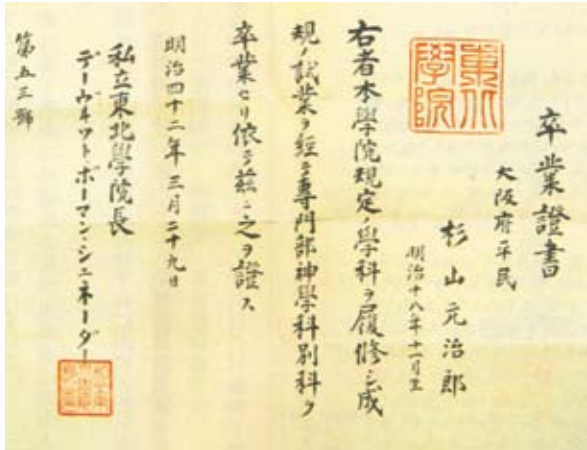 卒業證書
東北學院
大阪府平民
杉山元治郎
明治十八年十一月生
右者本學院規定ノ學科ヲ履修シ成
規ノ試業ヲ經テ專門部神學科別科ヲ
卒業セリ依テ茲ニ之ヲ證ス
明治四十二年三月二十九日
私立東北學院長
デーヴィット・ボーマン・シュネーダー
第五三號